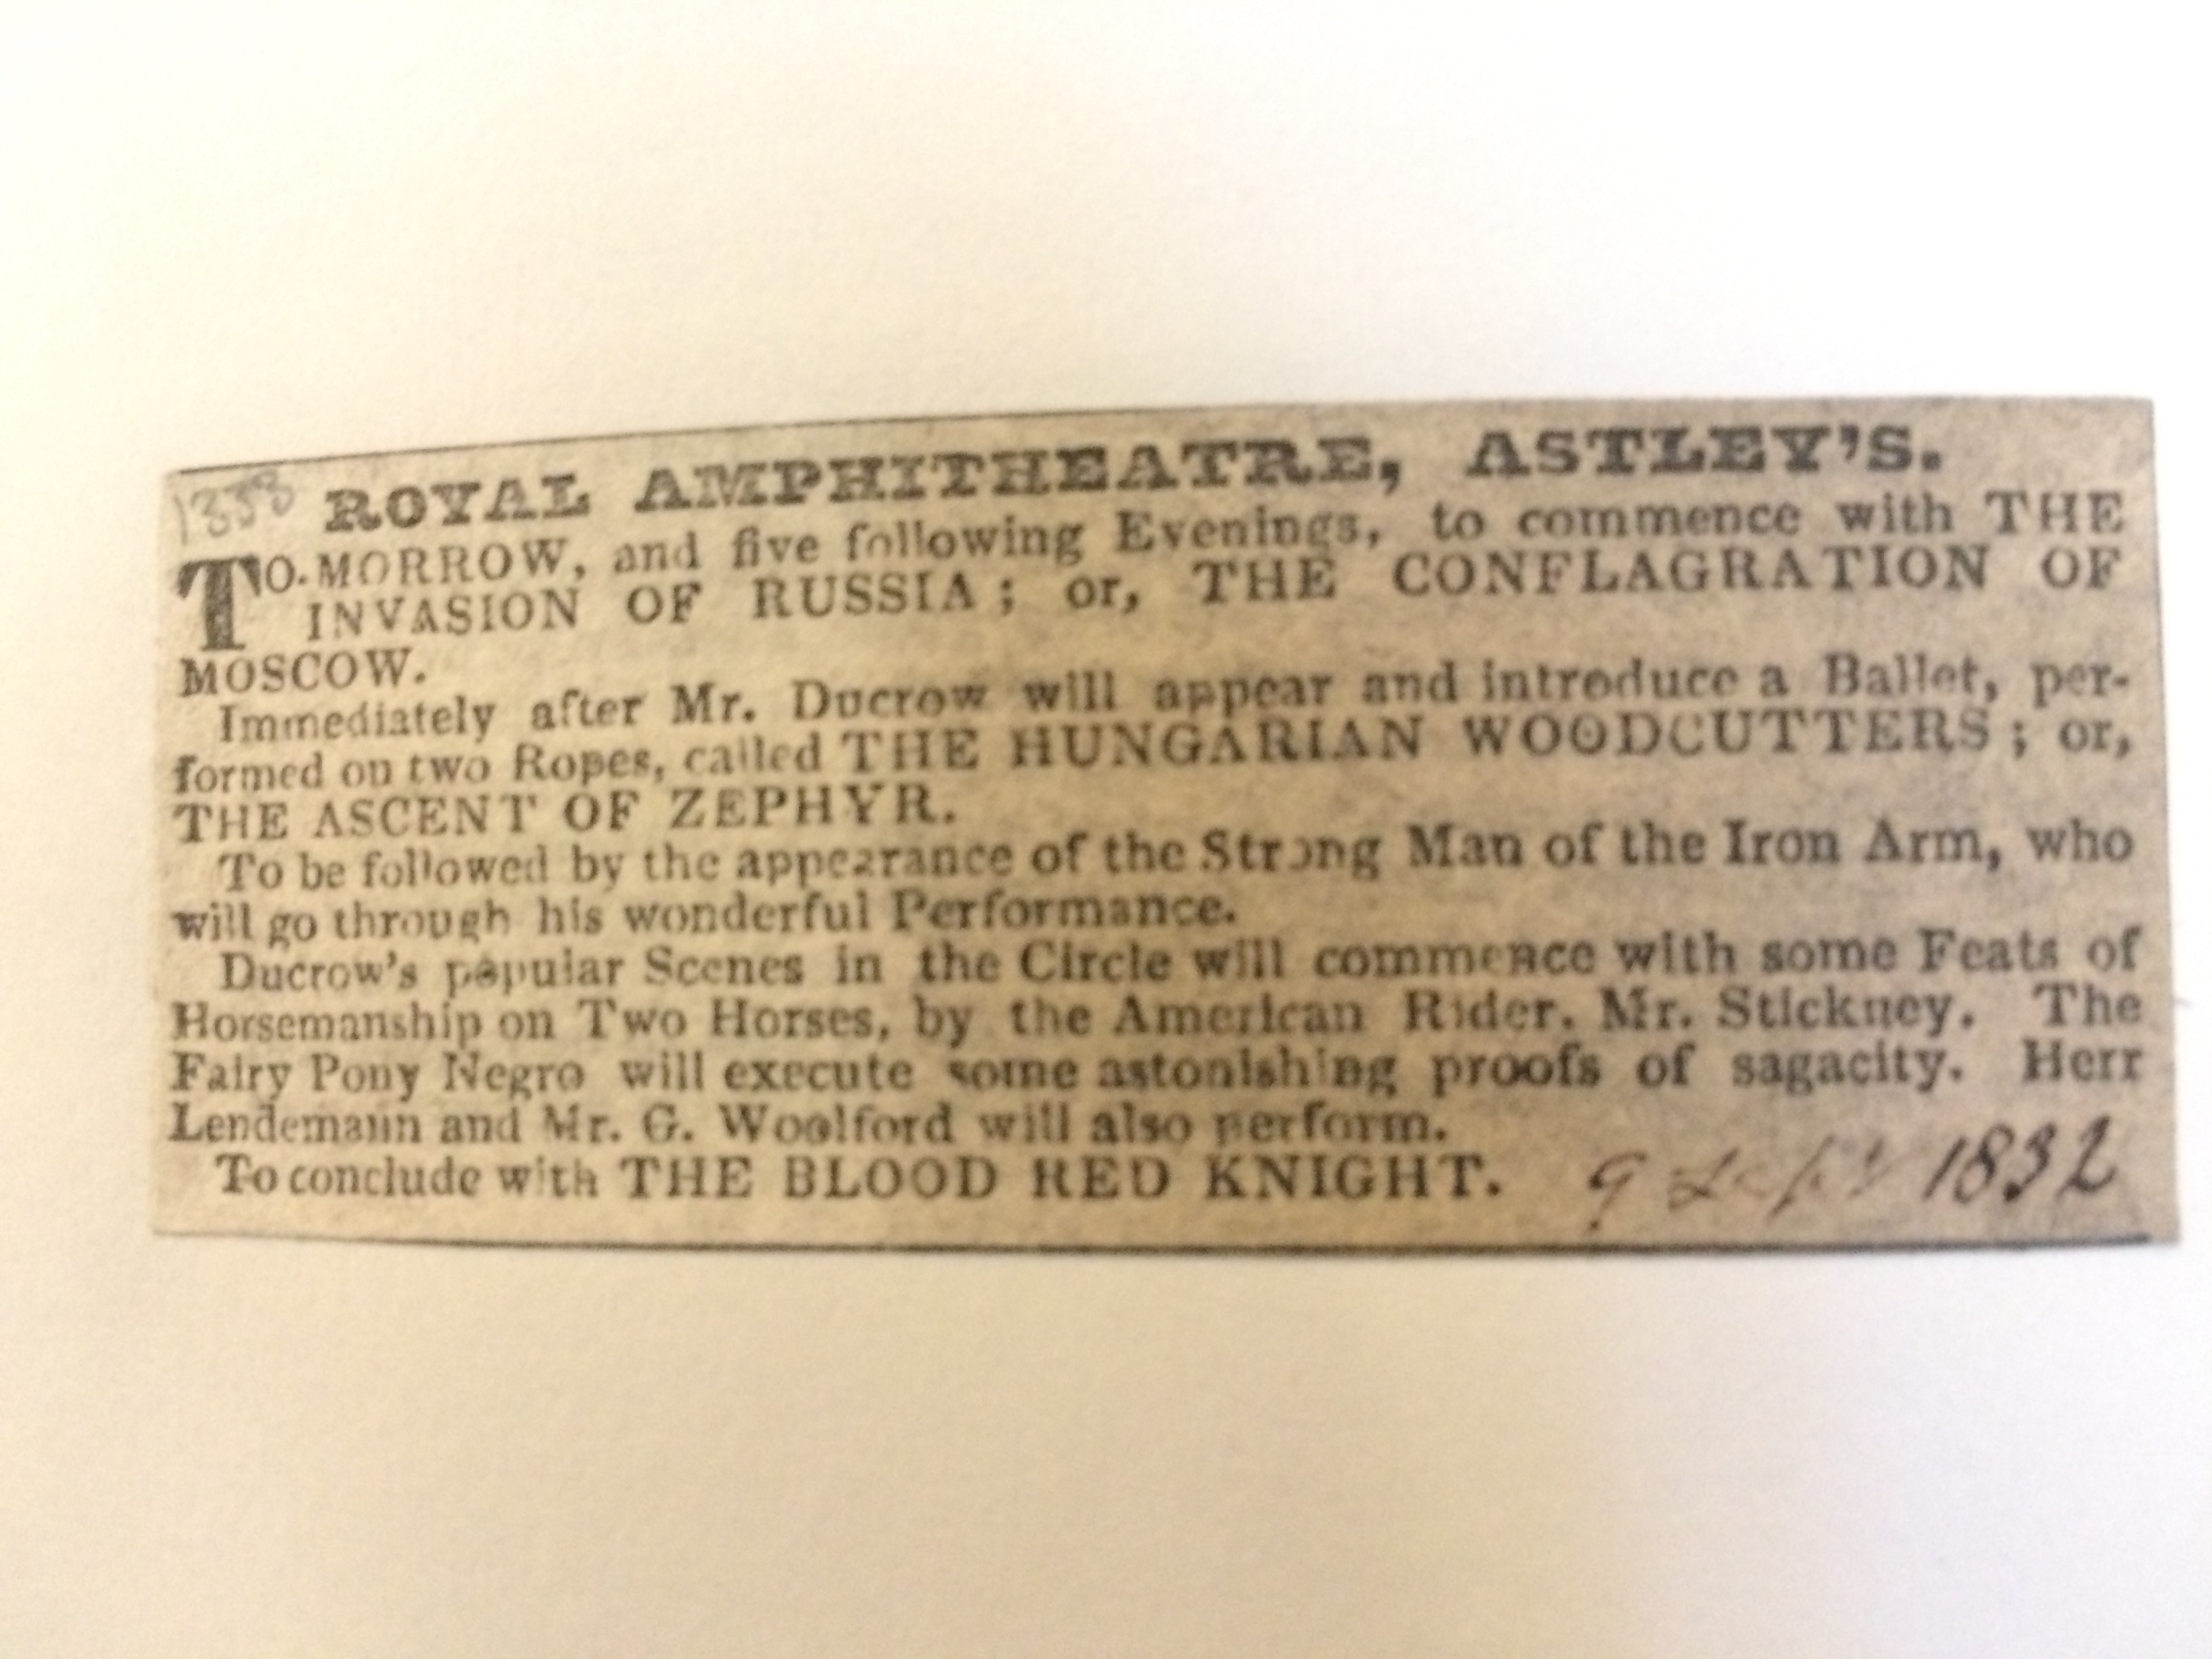 ROYAL AMPHITHEATRE, ASTLEY'S.
TO-MORROW, and five following Evenings, to commence with THE
INVASION OF RUSSIA; or, THE CONFLAGRATION OF
MOSCOW.
Immediately after Mr. Ducrow will appear and introduce a Ballet, per-
formed on two Ropes, called THE HUNGARIAN WOODCUTTERS; or,
THE ASCENT OF ZEPHYR.
To be followed by the appearance of the Strong Man of the Iron Arm, who
will go through his wonderful Performance.
Ducrow's popular Scenes in the Circle will commence with some Feats of
Horsemanship on Two Horses, by the American Rider, Mr. Stickney. The
Fairy Pony Negro will execute some astonishing proofs of sagacity. Herr
Lendemann and Mr. G. Woolford will also perform.
To conclude with THE BLOOD RED KNIGHT.
9 Sept 1832